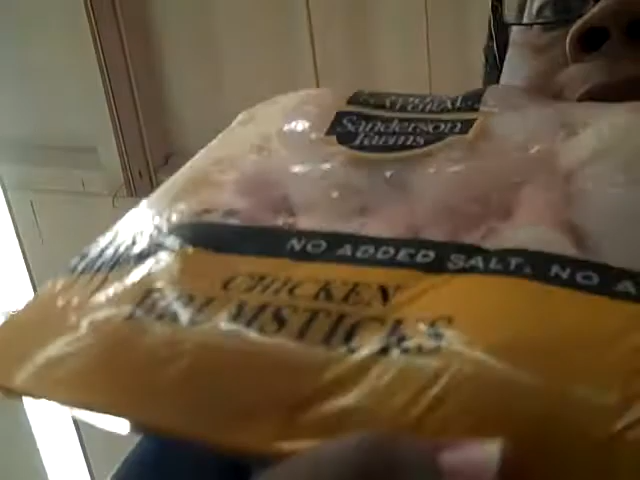 Sanderson
Farms
NO ADDED SALT, NO
CHICKEN
DRUMSTICKS